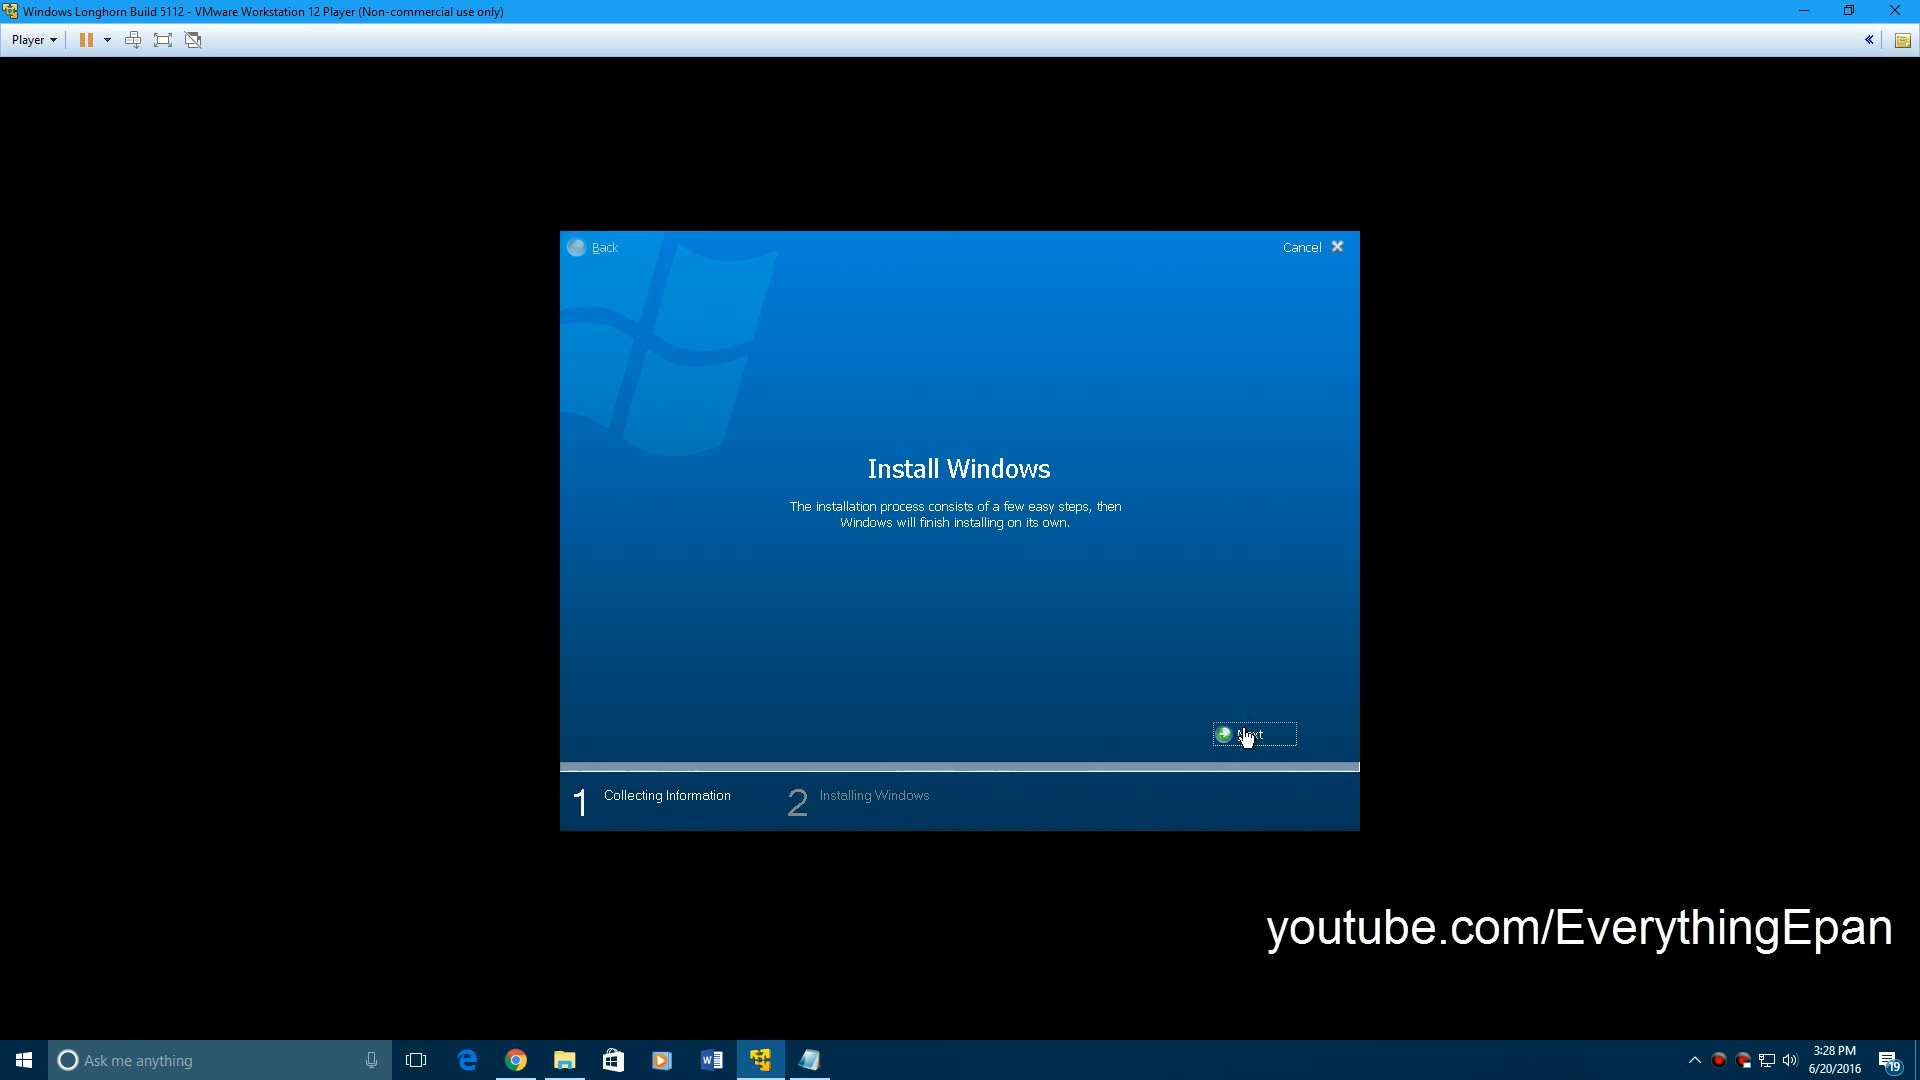 Windows Longhorn Build 5112 - VMware Workstation 12 Player (Non-commercial use only)
Player
Back
Cancel
Install Windows
The installation process consists of a few easy steps, then
Windows will finish installing on its own.
Next
1 Collecting Information
2 Installing Windows
youtube.com/EverythingEpan
Ask me anything
3:28 PM
6/20/2016
19